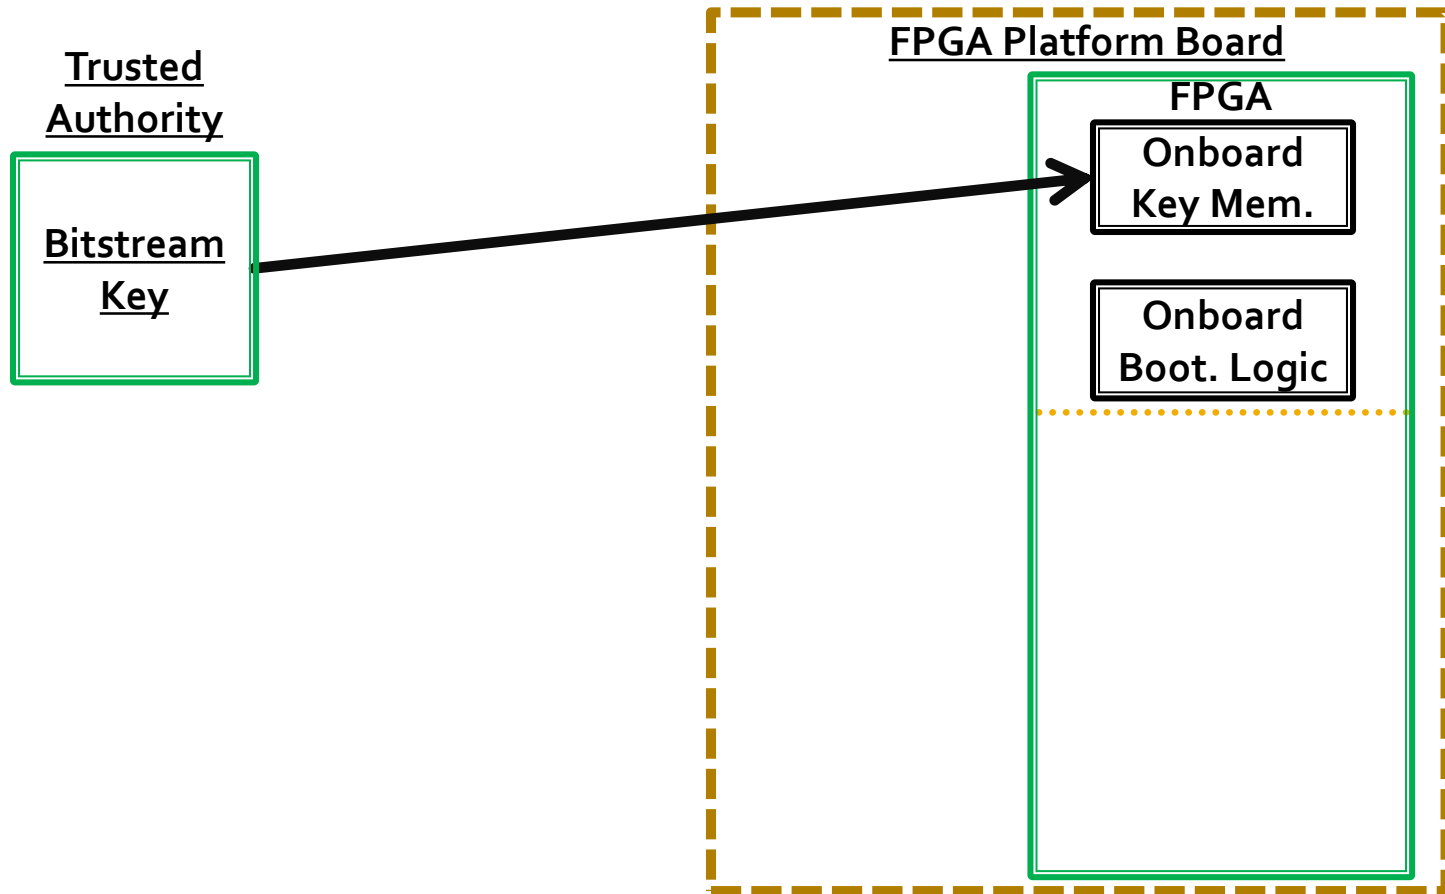 Trusted
Authority
Bitstream
Key
FPGA Platform Board
FPGA
Onboard
Key Mem.
Onboard
Boot. Logic